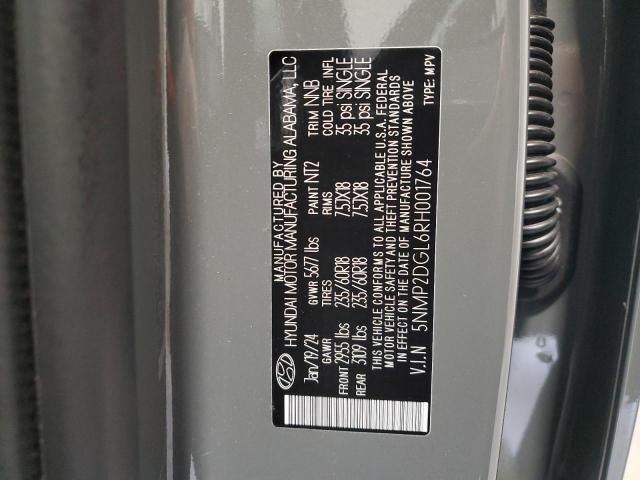 MANUFACTURED BY
HYUNDAI MOTOR MANUFACTURING ALABAMA, LLC
Jan/19/24 GVWR 5677 lbs PAINT NT2 TRIM NNB
GAWR TIRES RIMS COLD TIRE INFL
FRONT 2955 lbs 235/60R18 7.5JX18 35 psi SINGLE
REAR 3109 lbs 235/60R18 7.5JX18 35 psi SINGLE
THIS VEHICLE CONFORMS TO ALL APPLICABLE U.S.A. FEDERAL
MOTOR VEHICLE SAFETY AND THEFT PREVENTION STANDARDS
IN EFFECT ON THE DATE OF MANUFACTURE SHOWN ABOVE
V.I.N 5NMP2DGL6RH001764 TYPE: MPV